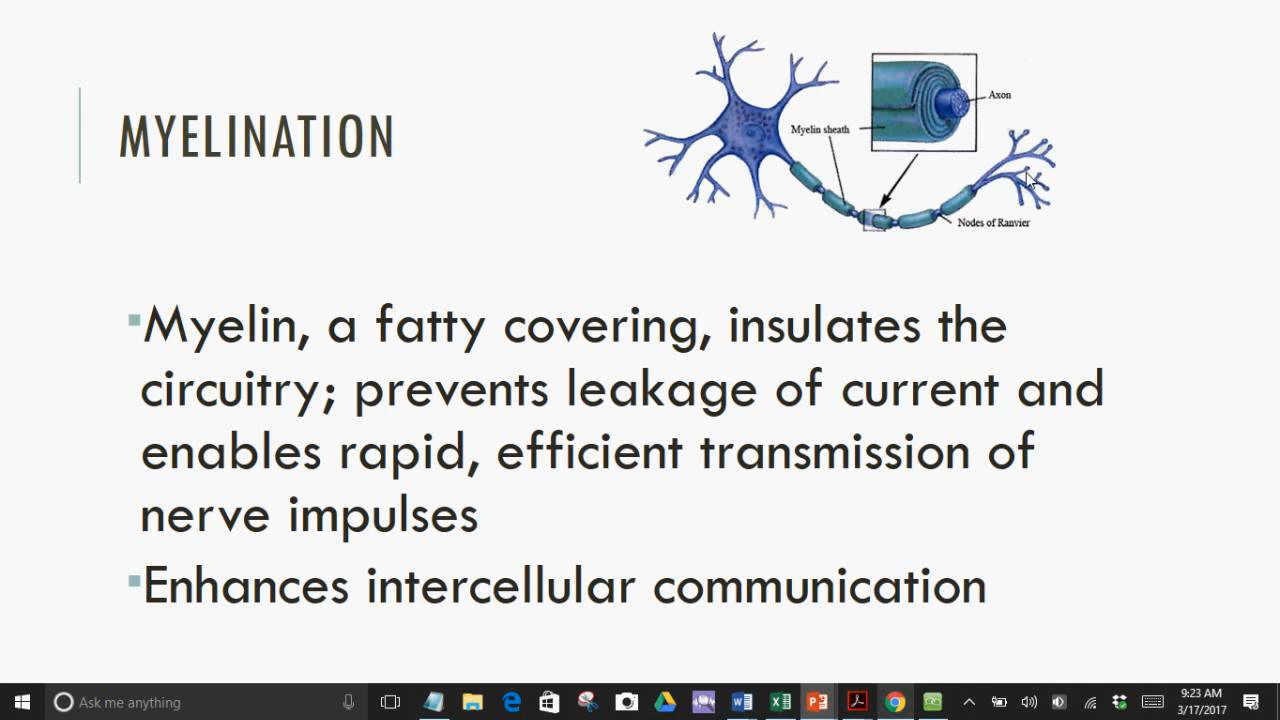 MYELINATION
Axon
Myelin sheath
Nodes of Ranvier
Myelin, a fatty covering, insulates the
circuitry; prevents leakage of current and
enables rapid, efficient transmission of
nerve impulses
Enhances intercellular communication
Ask me anything
9:23 AM
3/17/2017